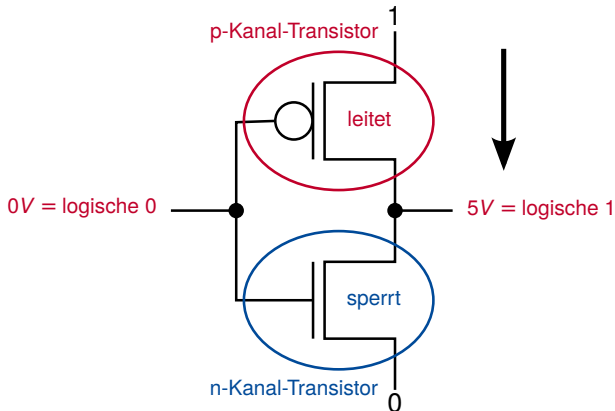 1
p-Kanal-Transistor
leitet
0V = logische 0
5V = logische 1
sperrt
n-Kanal-Transistor
0